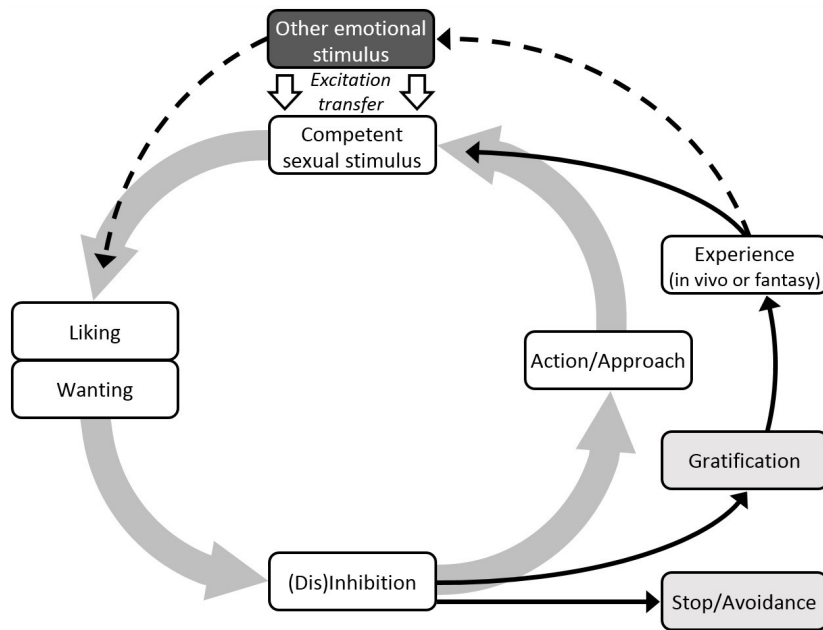 Other emotional
stimulus
Excitation
transfer
Competent
sexual stimulus
Experience
(in vivo or fantasy)
Liking
Wanting
Action/Approach
Gratification
(Dis)Inhibition
Stop/Avoidance